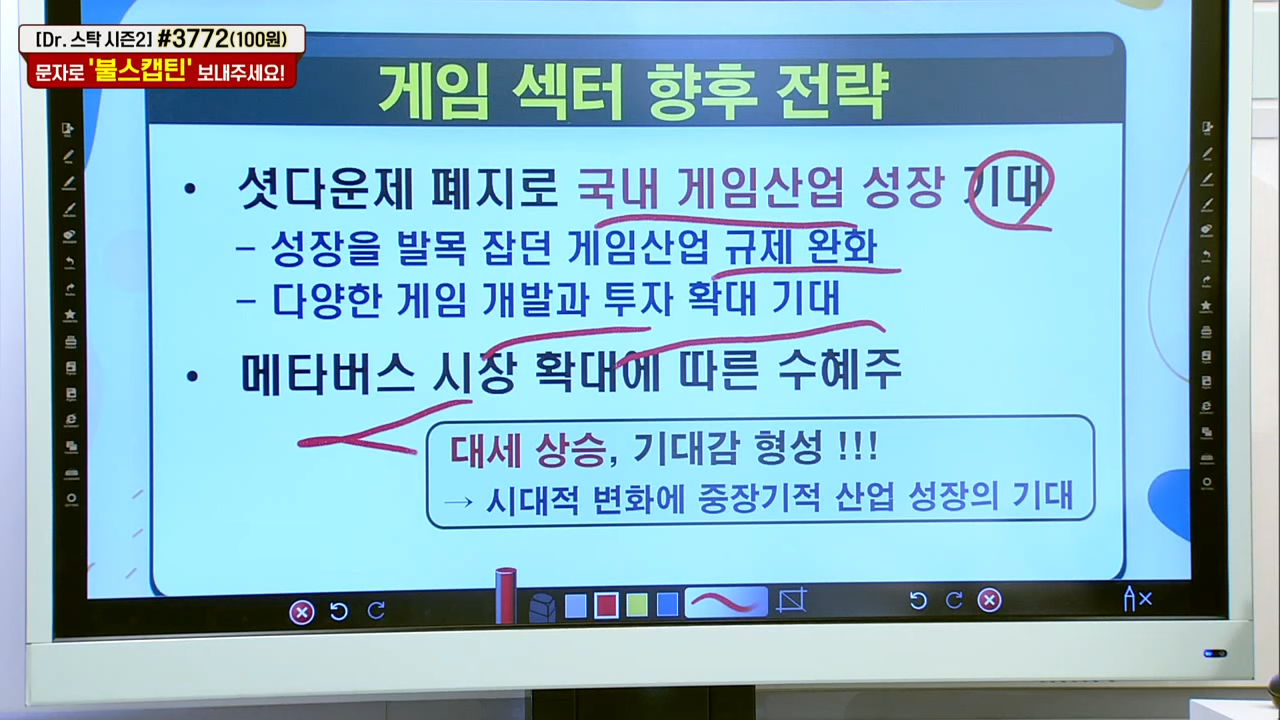 [Dr. 스탁 시즌2] #3772(100원)
문자로 '불스캡틴' 보내주세요!
게임 섹터 향후 전략
• 셧다운제 폐지로 국내 게임산업 성장 기대
– 성장을 발목 잡던 게임산업 규제 완화
– 다양한 게임 개발과 투자 확대 기대
• 메타버스 시장 확대에 따른 수혜주
대세 상승, 기대감 형성 !!!
→ 시대적 변화에 중장기적 산업 성장의 기대